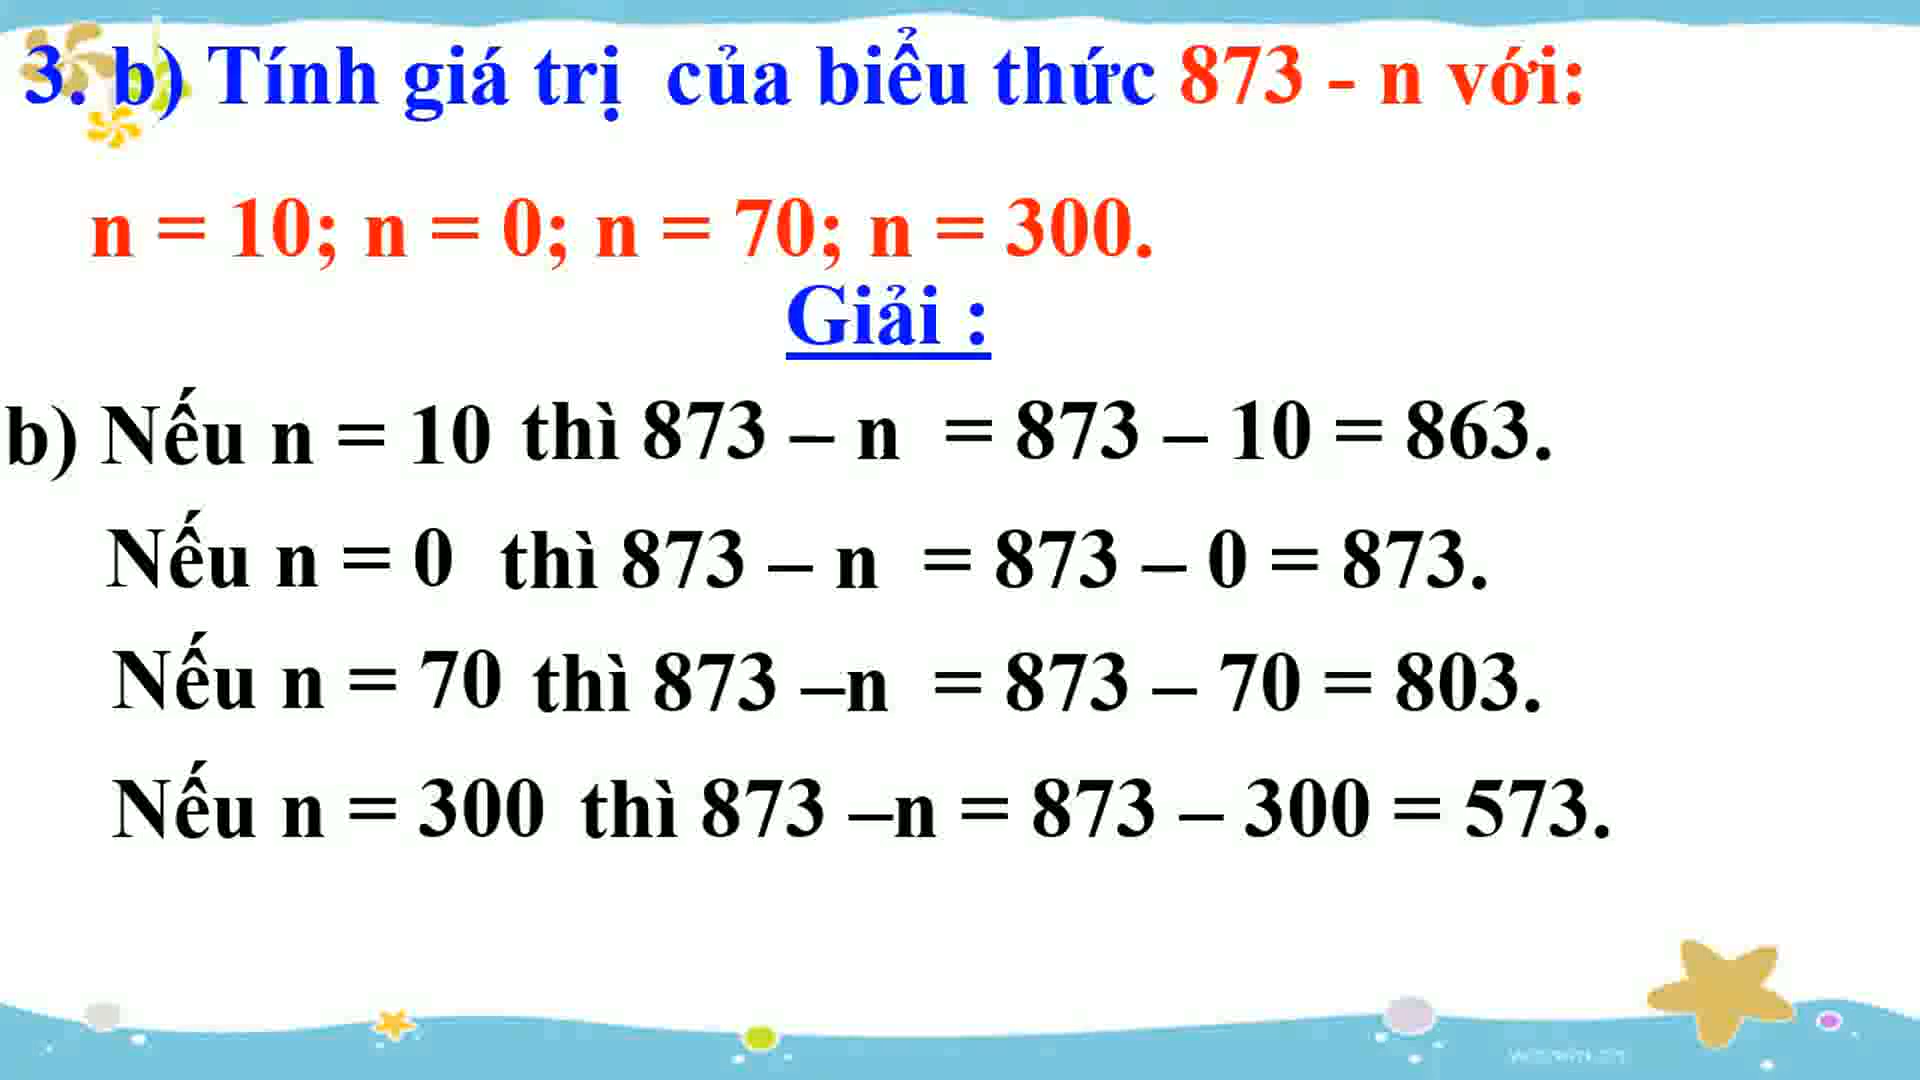 3. b) Tính giá trị của biểu thức 873 - n với:
n = 10; n = 0; n = 70; n = 300.
Giải :
b) Nếu n = 10 thì 873 – n = 873 – 10 = 863.
Nếu n = 0 thì 873 – n = 873 – 0 = 873.
Nếu n = 70 thì 873 –n = 873 – 70 = 803.
Nếu n = 300 thì 873 –n = 873 – 300 = 573.